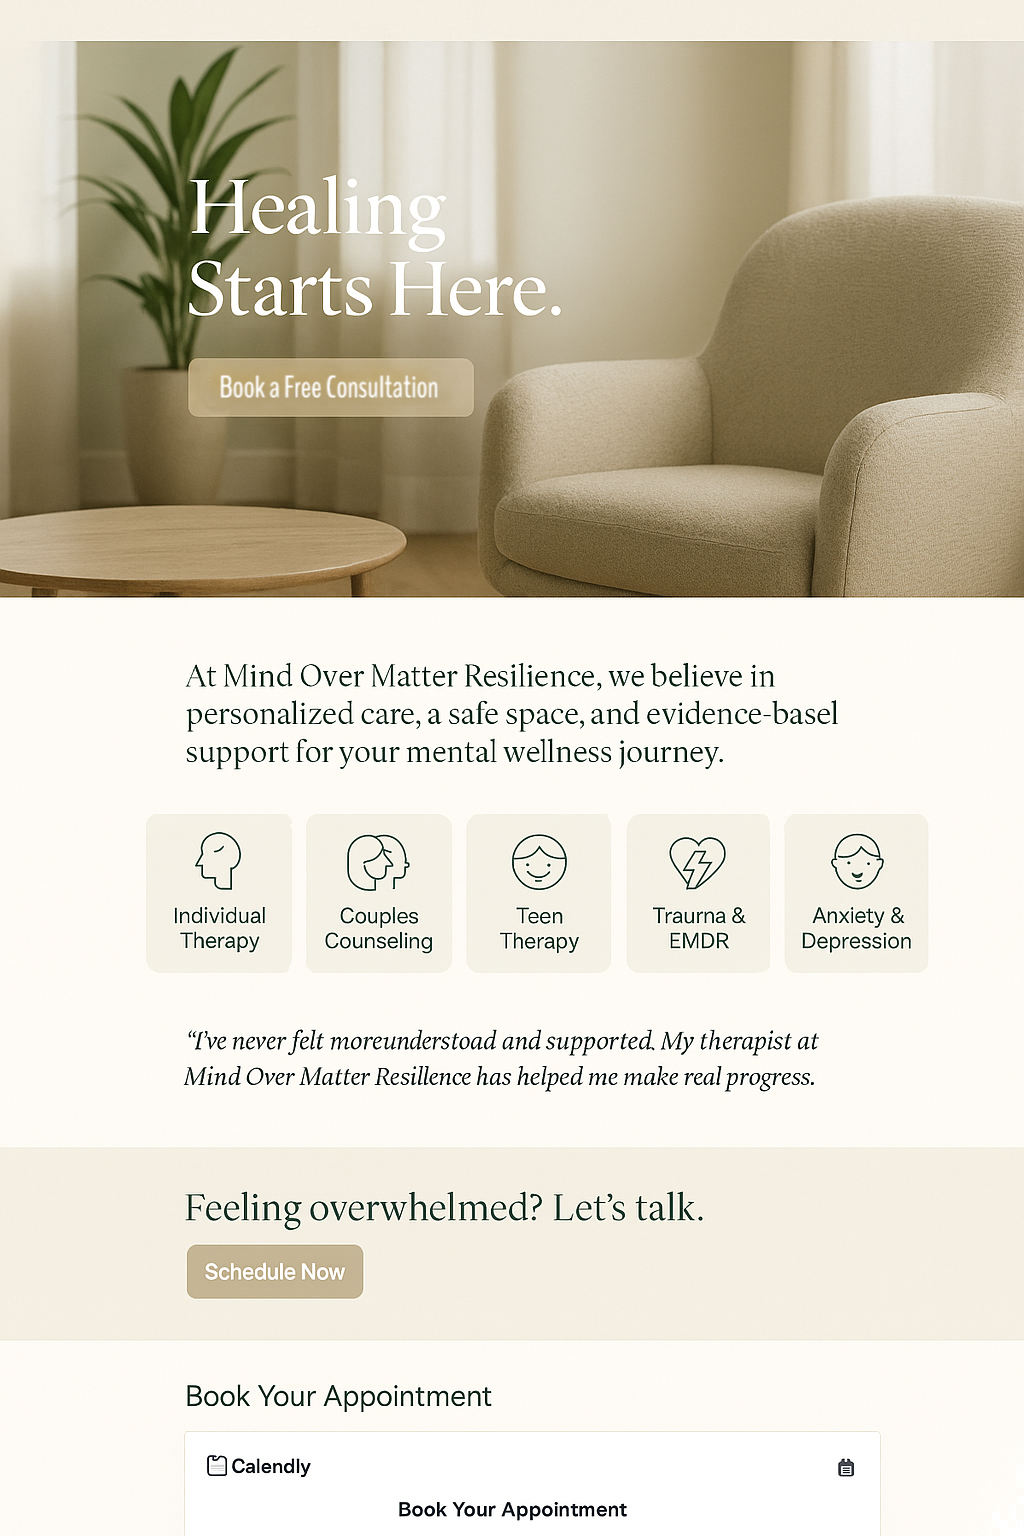 Healing
Starts Here.
Book a Free Consultation
At Mind Over Matter Resilience, we believe in
personalized care, a safe space, and evidence-basel
support for your mental wellness journey.
Individual
Therapy
Couples
Counseling
Teen
Therapy
Traurna &
EMDR
Anxiety &
Depression
“I’ve never felt moreunderstoad and supported. My therapist at
Mind Over Matter Resillence has helped me make real progress.
Feeling overwhelmed? Let’s talk.
Schedule Now
Book Your Appointment
Calendly
Book Your Appointment